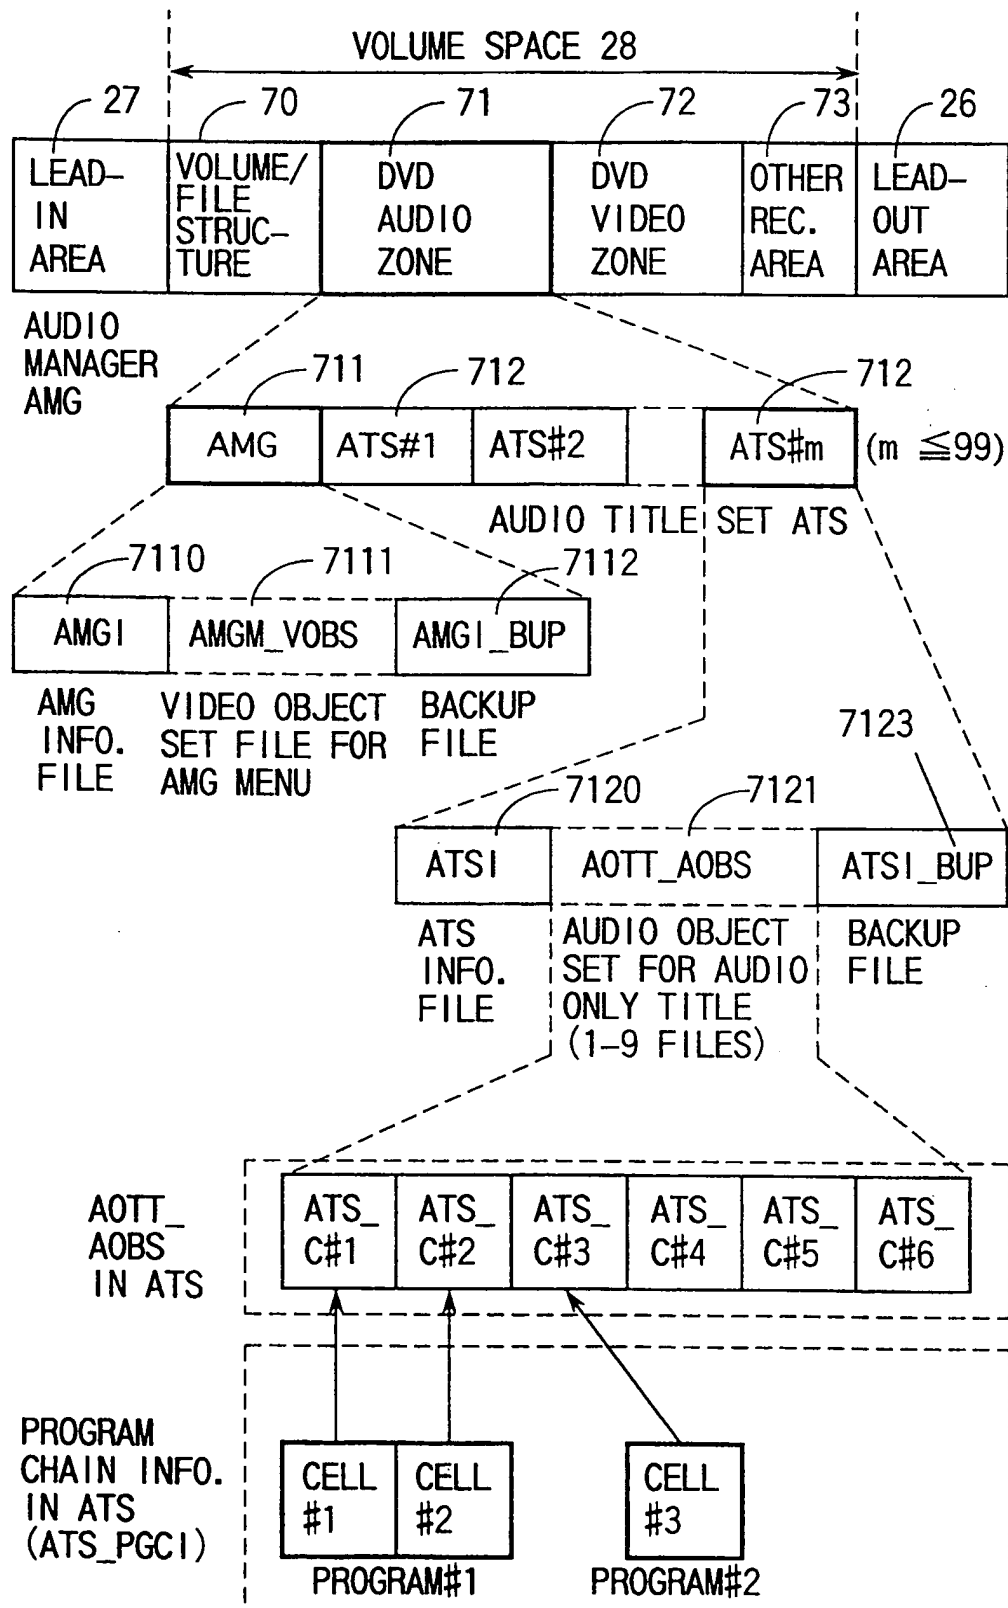 VOLUME SPACE 28
27
70
71
72
73
26
LEAD-
IN
AREA
VOLUME/
FILE
STRUC-
TURE
DVD
AUDIO
ZONE
DVD
VIDEO
ZONE
OTHER
REC.
AREA
LEAD-
OUT
AREA
AUDIO
MANAGER
AMG
711
712
712
AMG
ATS#1
ATS#2
ATS#m
(m ≦99)
AUDIO TITLE SET ATS
7110
7111
7112
AMGI
AMGM_VOBS
AMGI_BUP
AMG
INFO.
FILE
VIDEO OBJECT
SET FILE FOR
AMG MENU
BACKUP
FILE
7123
7120
7121
ATSI
AOTT_AOBS
ATSI_BUP
ATS
INFO.
FILE
AUDIO OBJECT
SET FOR AUDIO
ONLY TITLE
(1-9 FILES)
BACKUP
FILE
AOTT_
AOBS
IN ATS
ATS_
C#1
ATS_
C#2
ATS_
C#3
ATS_
C#4
ATS_
C#5
ATS_
C#6
PROGRAM
CHAIN INFO.
IN ATS
(ATS_PGCI)
CELL
#1
CELL
#2
CELL
#3
PROGRAM#1
PROGRAM#2